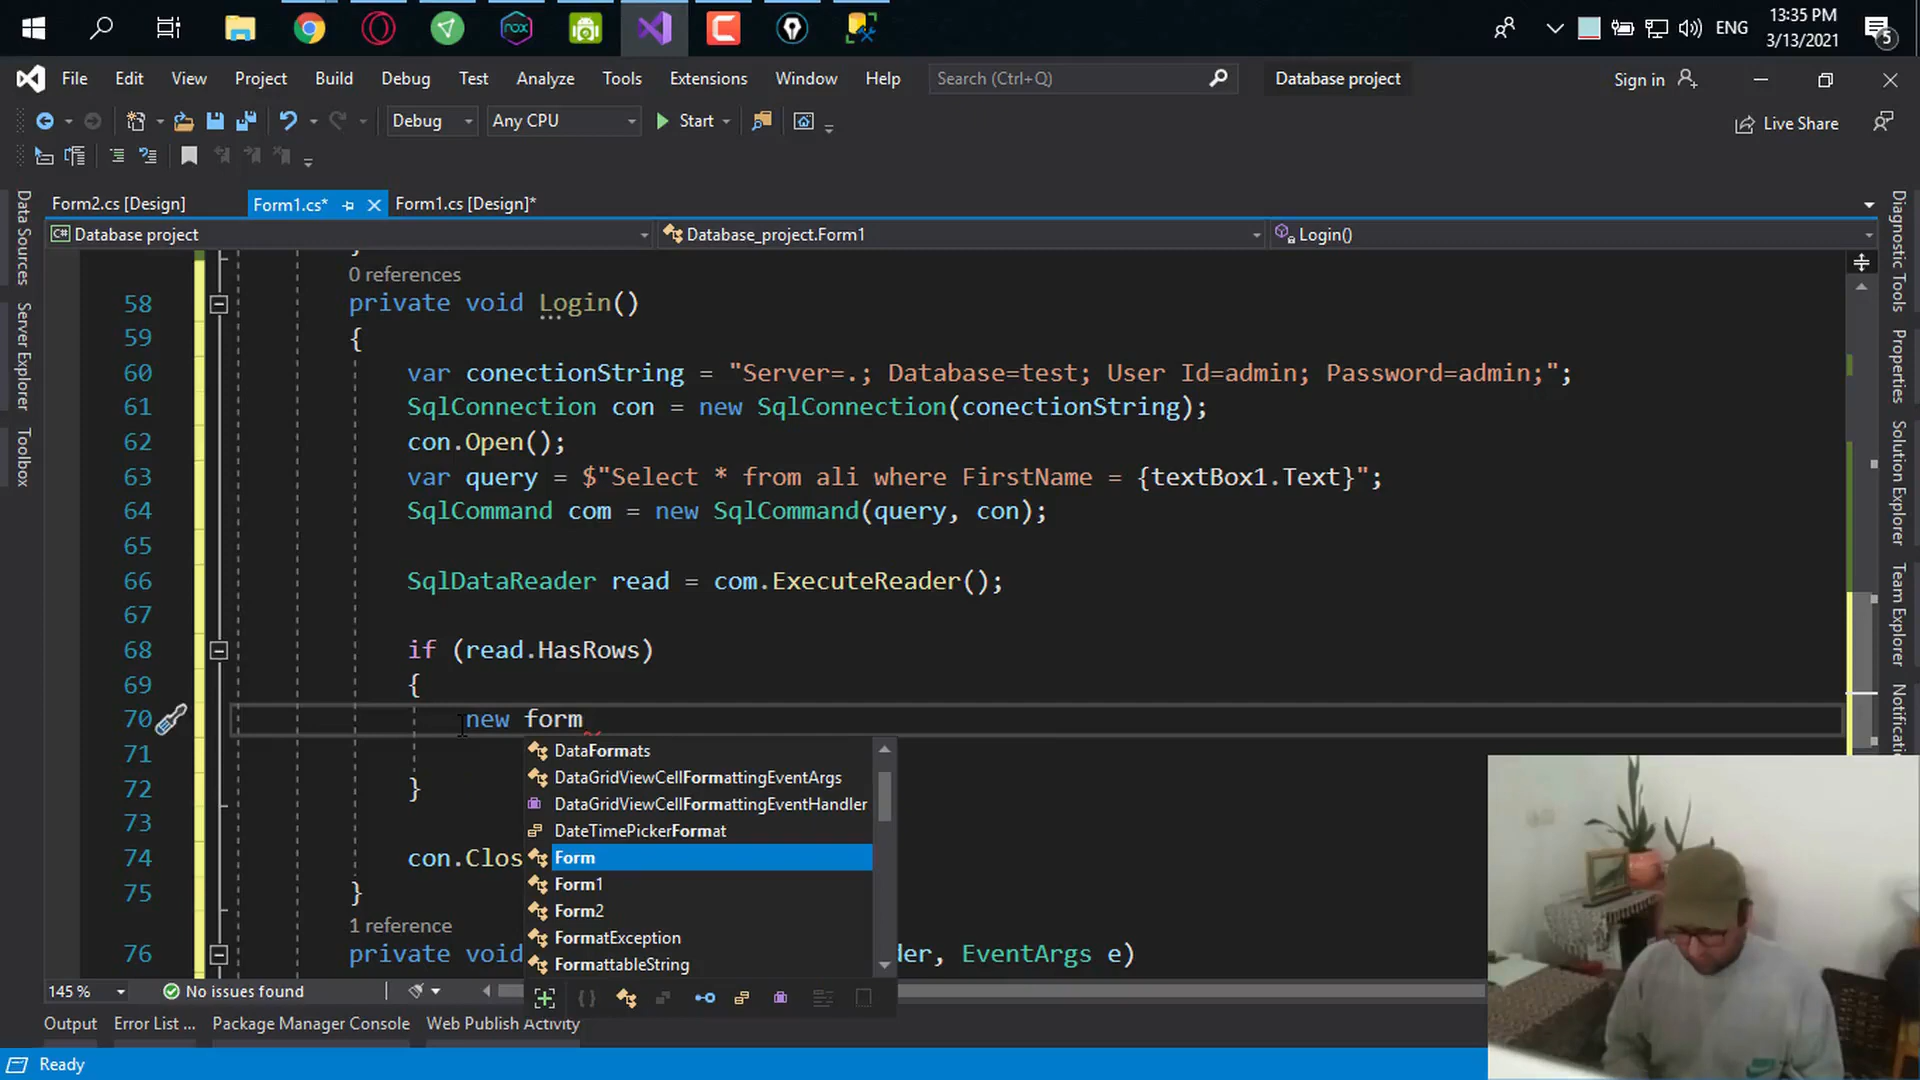 13:35 PM
ENG
3/13/2021
5
File Edit View Project Build Debug Test Analyze Tools Extensions Window Help Search (Ctrl+Q) Database project Sign in
Debug Any CPU Start Live Share
Form2.cs [Design] Form1.cs* Form1.cs [Design]*
C# Database project Database_project.Form1 Login()
Data Sources
Server Explorer
Toolbox
0 references
58 private void Login()
59 {
60 var conectionString = "Server=.; Database=test; User Id=admin; Password=admin;";
61 SqlConnection con = new SqlConnection(conectionString);
62 con.Open();
63 var query = $"Select * from ali where FirstName = {textBox1.Text}";
64 SqlCommand com = new SqlCommand(query, con);
65
66 SqlDataReader read = com.ExecuteReader();
67
68 if (read.HasRows)
69 {
70 new form
71
72 }
73
74 con.Clos
75 }
1 reference
76 private void der, EventArgs e)
DataFormats
DataGridViewCellFormattingEventArgs
DataGridViewCellFormattingEventHandler
DateTimePickerFormat
Form
Form1
Form2
FormatException
FormattableString
Diagnostic Tools
Properties
Solution Explorer
Team Explorer
145 % No issues found
Output Error List ... Package Manager Console Web Publish Activity
Ready